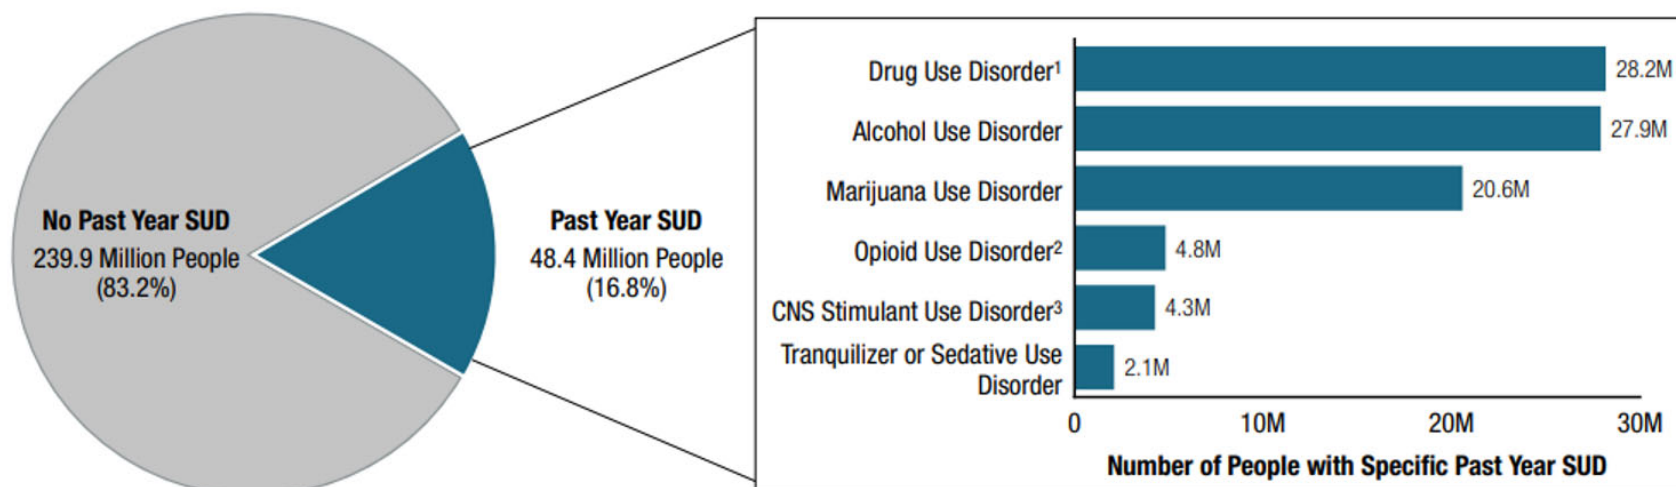 No Past Year SUD
239.9 Million People
(83.2%)
Past Year SUD
48.4 Million People
(16.8%)
Drug Use Disorder¹
28.2M
Alcohol Use Disorder
27.9M
Marijuana Use Disorder
20.6M
Opioid Use Disorder²
4.8M
CNS Stimulant Use Disorder³
4.3M
Tranquilizer or Sedative Use
Disorder
2.1M
0 10M 20M 30M
Number of People with Specific Past Year SUD